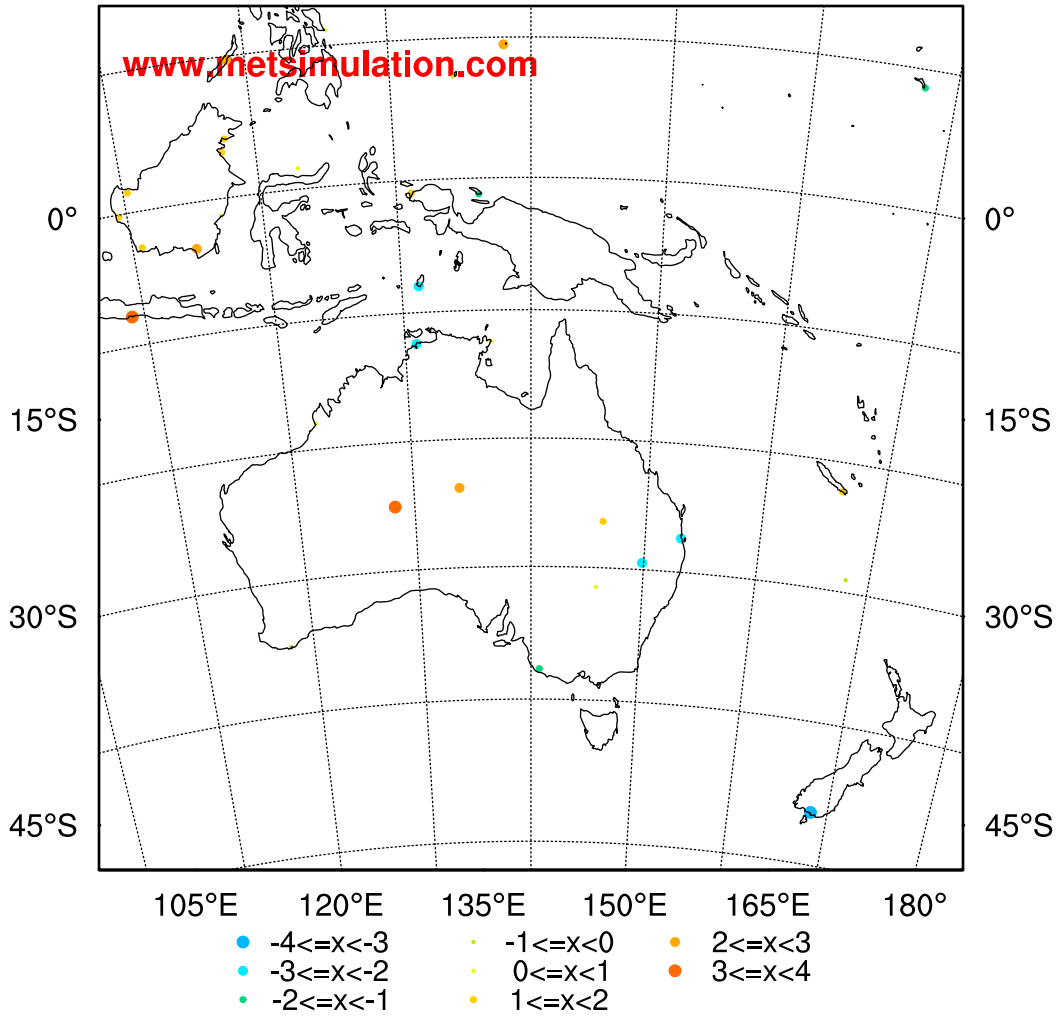 www.metsimulation.com
0° 0°
15°S 15°S
30°S 30°S
45°S 45°S
105°E 120°E 135°E 150°E 165°E 180°
-4<=x<-3 -1<=x<0 2<=x<3
-3<=x<-2 0<=x<1 3<=x<4
-2<=x<-1 1<=x<2